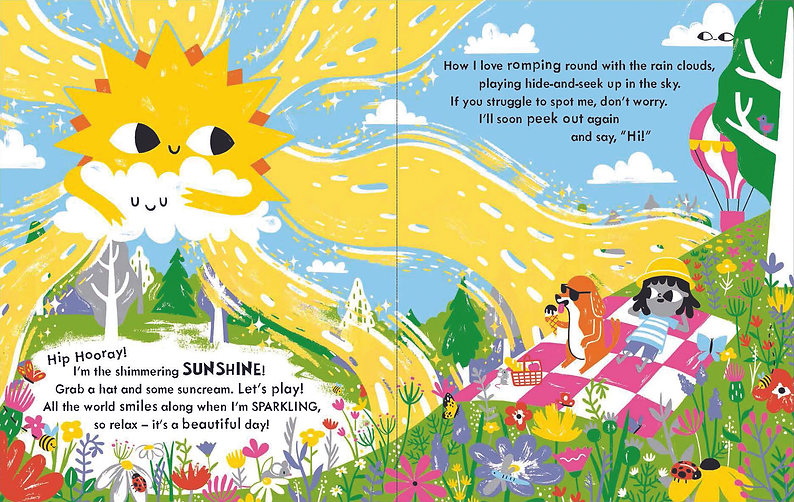 Hip Hooray!
I'm the shimmering SUNSHINE!
Grab a hat and some suncream. Let's play!
All the world smiles along when I'm SPARKLING,
so relax – it's a beautiful day!
How I love romping round with the rain clouds,
playing hide-and-seek up in the sky.
If you struggle to spot me, don't worry.
I'll soon peek out again
and say, "Hi!"